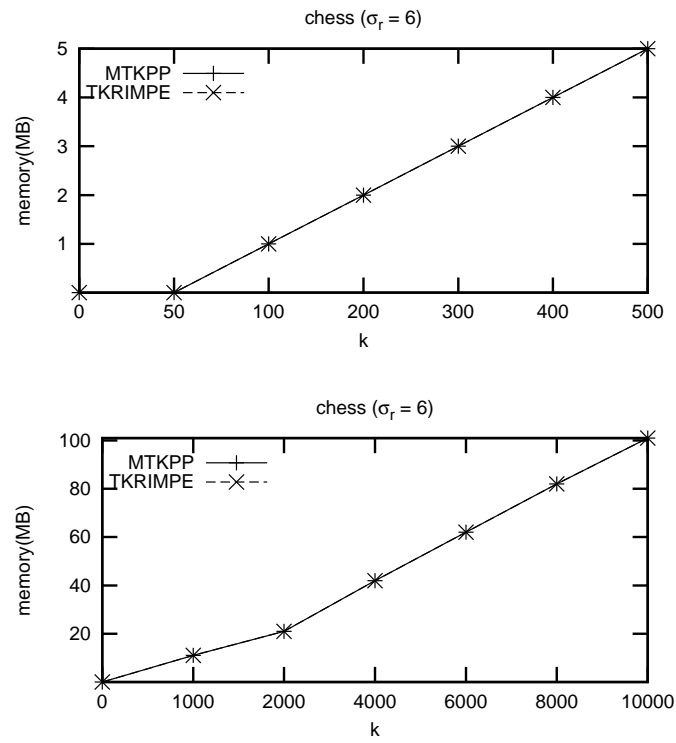 chess (σr = 6)
5
4
3
2
1
MTKPP
TKRIMPE
memory(MB)
0 50 100 200 300 400 500
k
chess (σr = 6)
100
80
60
40
20
MTKPP
TKRIMPE
memory(MB)
0 1000 2000 4000 6000 8000 10000
k